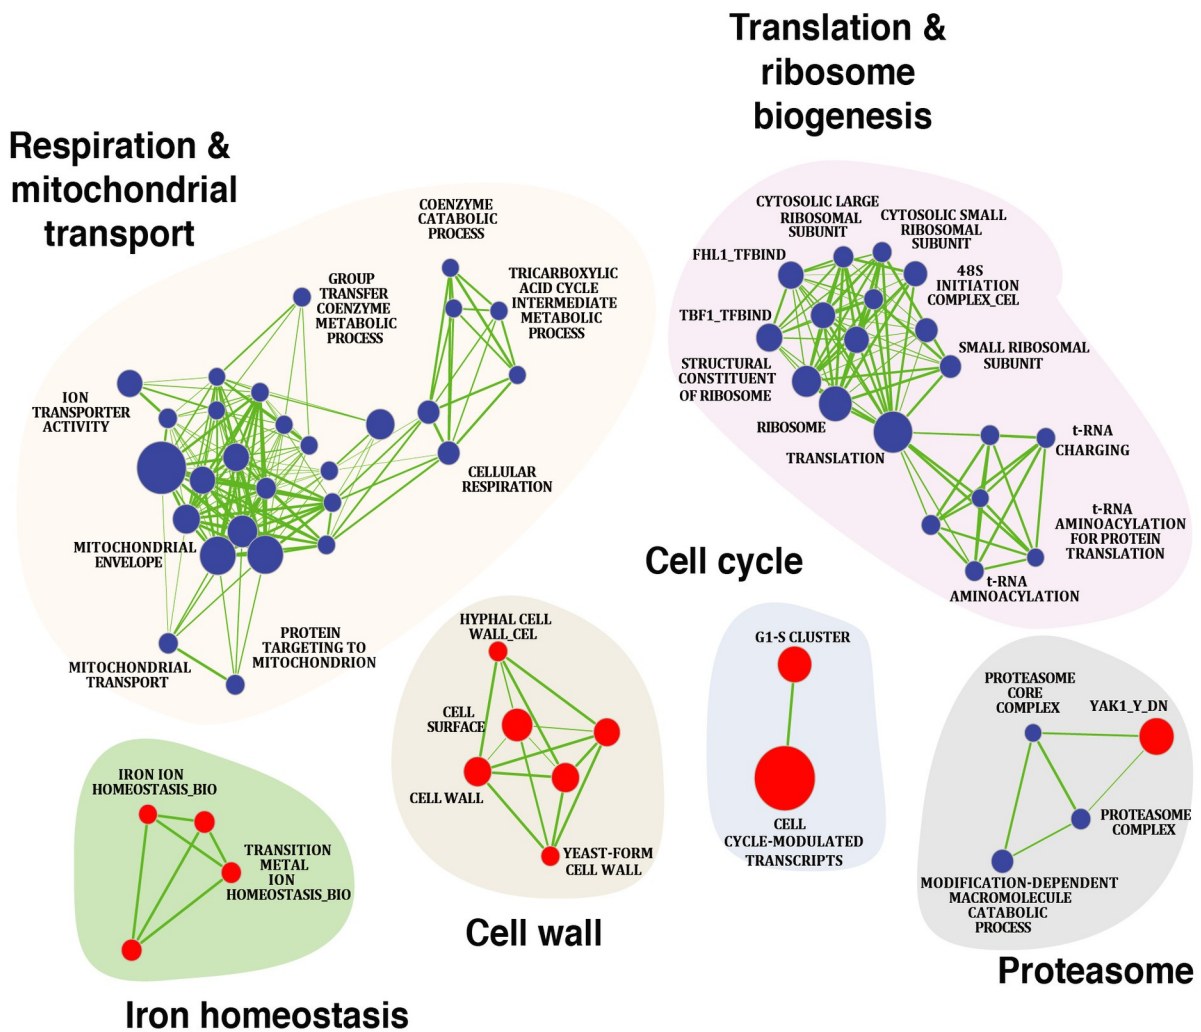 Translation &
ribosome
biogenesis
Respiration &
mitochondrial
transport
COENZYME
CATABOLIC
PROCESS
GROUP
TRANSFER
COENZYME
METABOLIC
PROCESS
TRICARBOXYLIC
ACID CYCLE
INTERMEDIATE
METABOLIC
PROCESS
ION
TRANSPORTER
ACTIVITY
CELLULAR
RESPIRATION
MITOCHONDRIAL
ENVELOPE
PROTEIN
TARGETING TO
MITOCHONDRION
MITOCHONDRIAL
TRANSPORT
CYTOSOLIC LARGE
RIBOSOMAL
SUBUNIT
CYTOSOLIC SMALL
RIBOSOMAL
SUBUNIT
FHL1_TFBIND
48S
INITIATION
COMPLEX_CEL
TBF1_TFBIND
SMALL RIBOSOMAL
SUBUNIT
STRUCTURAL
CONSTITUENT
OF RIBOSOME
RIBOSOME
TRANSLATION
t-RNA
CHARGING
t-RNA
AMINOACYLATION
FOR PROTEIN
TRANSLATION
t-RNA
AMINOACYLATION
Cell cycle
G1-S CLUSTER
CELL
CYCLE-MODULATED
TRANSCRIPTS
HYPHAL CELL
WALL_CEL
CELL
SURFACE
CELL WALL
YEAST-FORM
CELL WALL
Cell wall
PROTEASOME
CORE
COMPLEX
YAK1_Y_DN
PROTEASOME
COMPLEX
MODIFICATION-DEPENDENT
MACROMOLECULE
CATABOLIC
PROCESS
Proteasome
IRON ION
HOMEOSTASIS_BIO
TRANSITION
METAL
ION
HOMEOSTASIS_BIO
Iron homeostasis